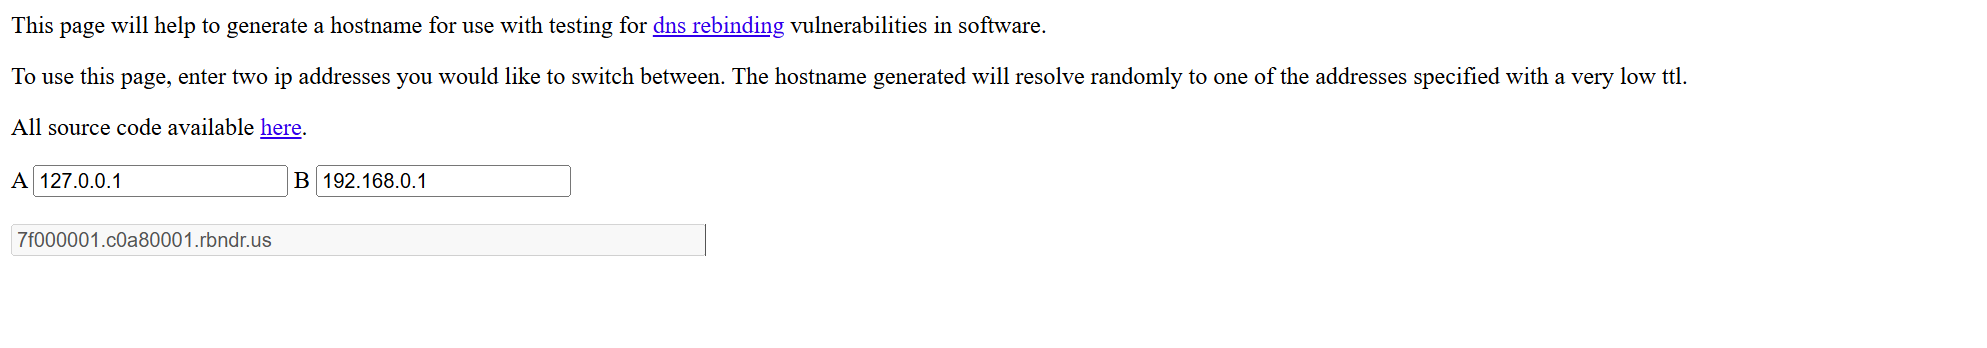 This page will help to generate a hostname for use with testing for dns rebinding vulnerabilities in software.
To use this page, enter two ip addresses you would like to switch between. The hostname generated will resolve randomly to one of the addresses specified with a very low ttl.
All source code available here.
A 127.0.0.1 B 192.168.0.1
7f000001.c0a80001.rbndr.us